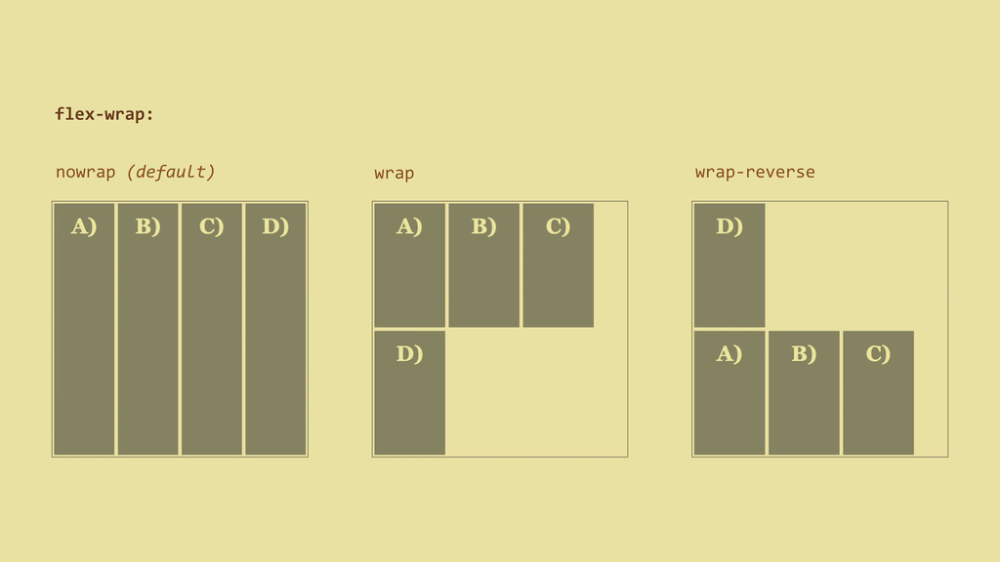 flex-wrap:
nowrap (default)
A) B) C) D)
wrap
A) B) C)
D)
wrap-reverse
D)
A) B) C)